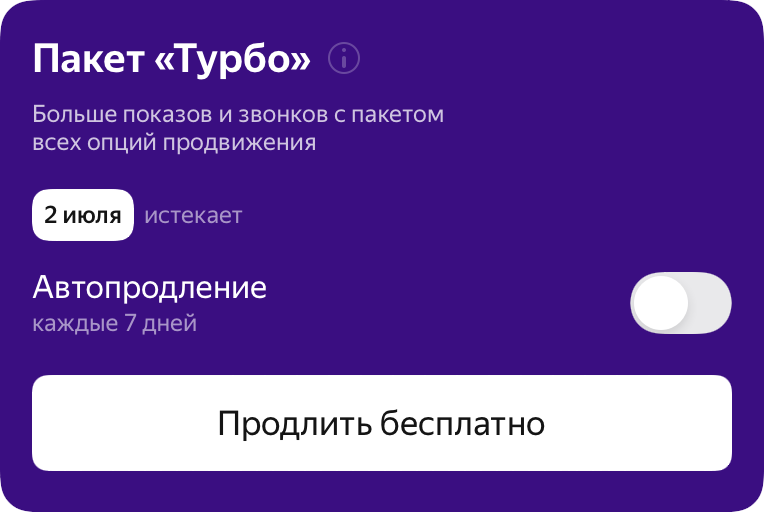 Пакет «Турбо»
Больше показов и звонков с пакетом
всех опций продвижения
2 июля истекает
Автопродление
каждые 7 дней
Продлить бесплатно